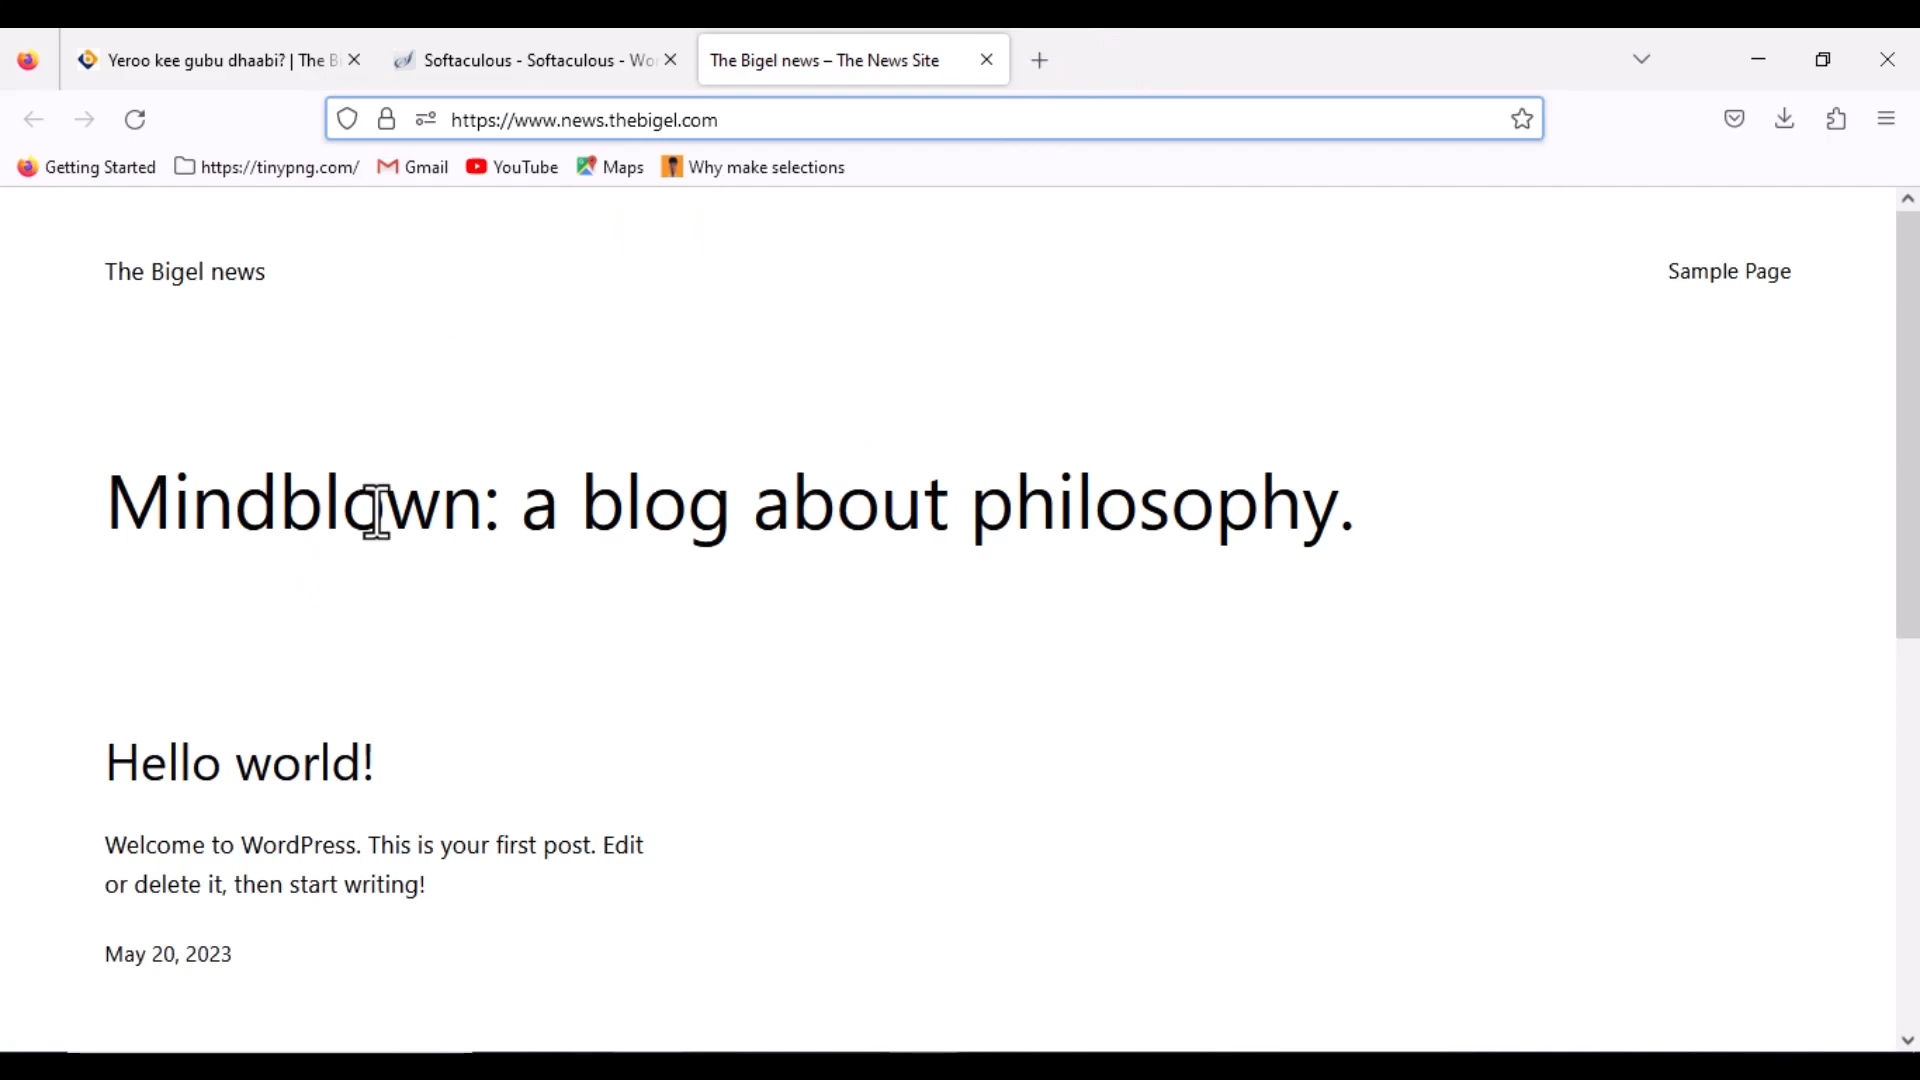 Yeroo kee gubu dhaabi? | The B
Softaculous - Softaculous - Wo
The Bigel news – The News Site
https://www.news.thebigel.com
Getting Started
https://tinypng.com/
Gmail
YouTube
Maps
Why make selections
The Bigel news
Sample Page
Mindblown: a blog about philosophy.
Hello world!
Welcome to WordPress. This is your first post. Edit
or delete it, then start writing!
May 20, 2023